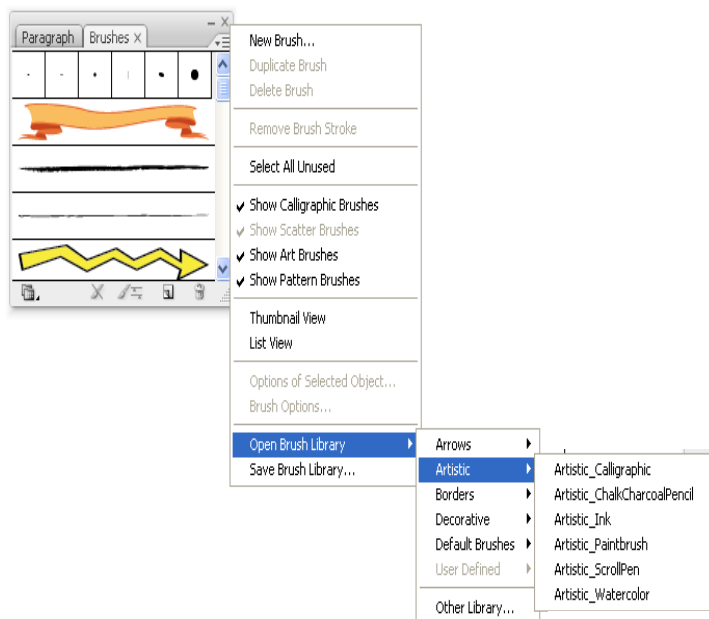 Paragraph
Brushes
New Brush...
Duplicate Brush
Delete Brush
Remove Brush Stroke
Select All Unused
Show Calligraphic Brushes
Show Scatter Brushes
Show Art Brushes
Show Pattern Brushes
Thumbnail View
List View
Options of Selected Object...
Brush Options...
Open Brush Library
Save Brush Library...
Arrows
Artistic
Borders
Decorative
Default Brushes
User Defined
Other Library...
Artistic_Calligraphic
Artistic_ChalkCharcoalPencil
Artistic_Ink
Artistic_Paintbrush
Artistic_ScrollPen
Artistic_Watercolor